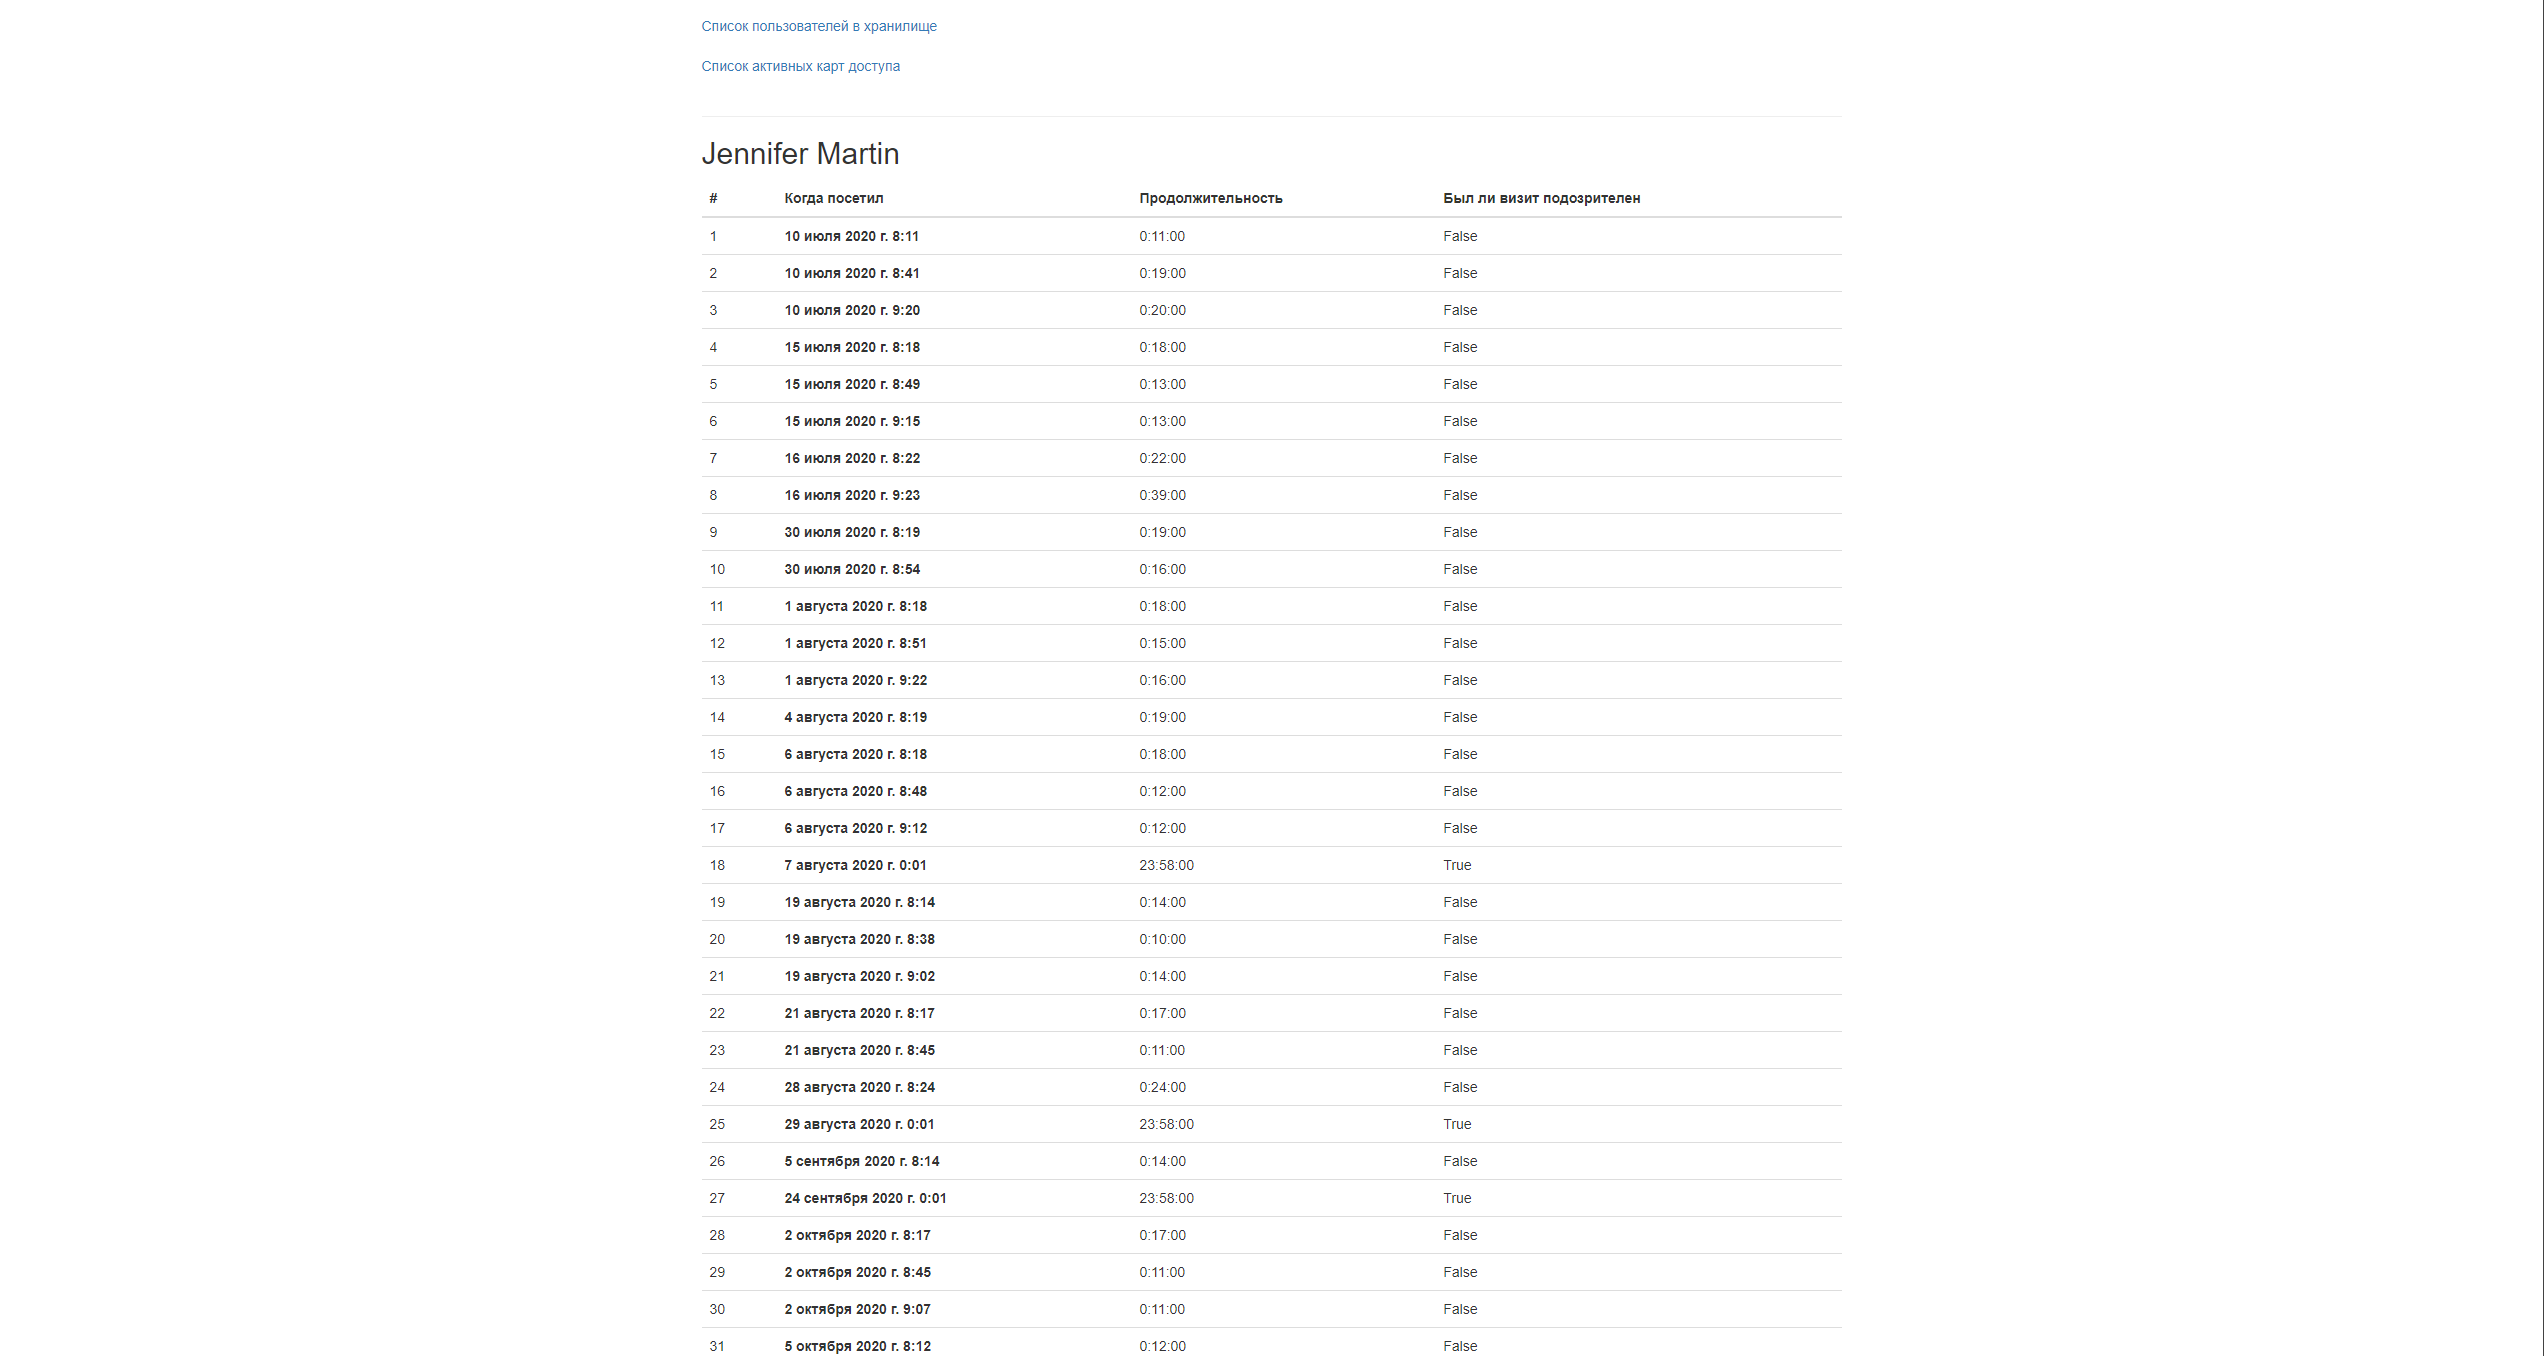 Список пользователей в хранилище
Список активных карт доступа
Jennifer Martin
# Когда посетил Продолжительность Был ли визит подозрителен
1 10 июля 2020 г. 8:11 0:11:00 False
2 10 июля 2020 г. 8:41 0:19:00 False
3 10 июля 2020 г. 9:20 0:20:00 False
4 15 июля 2020 г. 8:18 0:18:00 False
5 15 июля 2020 г. 8:49 0:13:00 False
6 15 июля 2020 г. 9:15 0:13:00 False
7 16 июля 2020 г. 8:22 0:22:00 False
8 16 июля 2020 г. 9:23 0:39:00 False
9 30 июля 2020 г. 8:19 0:19:00 False
10 30 июля 2020 г. 8:54 0:16:00 False
11 1 августа 2020 г. 8:18 0:18:00 False
12 1 августа 2020 г. 8:51 0:15:00 False
13 1 августа 2020 г. 9:22 0:16:00 False
14 4 августа 2020 г. 8:19 0:19:00 False
15 6 августа 2020 г. 8:18 0:18:00 False
16 6 августа 2020 г. 8:48 0:12:00 False
17 6 августа 2020 г. 9:12 0:12:00 False
18 7 августа 2020 г. 0:01 23:58:00 True
19 19 августа 2020 г. 8:14 0:14:00 False
20 19 августа 2020 г. 8:38 0:10:00 False
21 19 августа 2020 г. 9:02 0:14:00 False
22 21 августа 2020 г. 8:17 0:17:00 False
23 21 августа 2020 г. 8:45 0:11:00 False
24 28 августа 2020 г. 8:24 0:24:00 False
25 29 августа 2020 г. 0:01 23:58:00 True
26 5 сентября 2020 г. 8:14 0:14:00 False
27 24 сентября 2020 г. 0:01 23:58:00 True
28 2 октября 2020 г. 8:17 0:17:00 False
29 2 октября 2020 г. 8:45 0:11:00 False
30 2 октября 2020 г. 9:07 0:11:00 False
31 5 октября 2020 г. 8:12 0:12:00 False